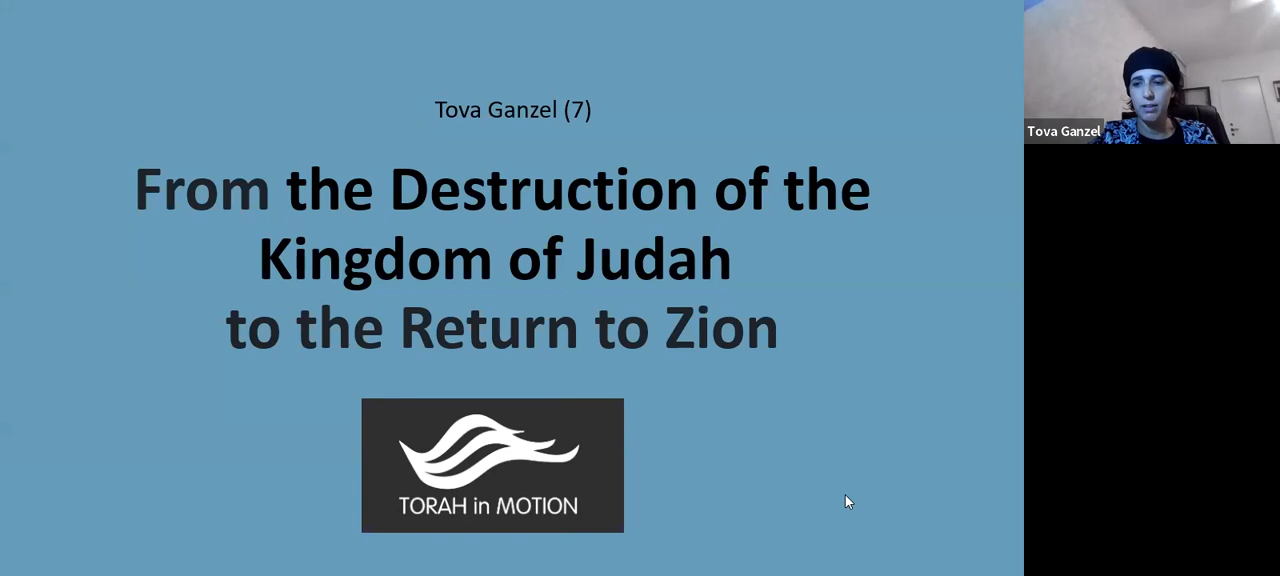 Tova Ganzel (7)
From the Destruction of the
Kingdom of Judah
to the Return to Zion
TORAH in MOTION
Tova Ganzel